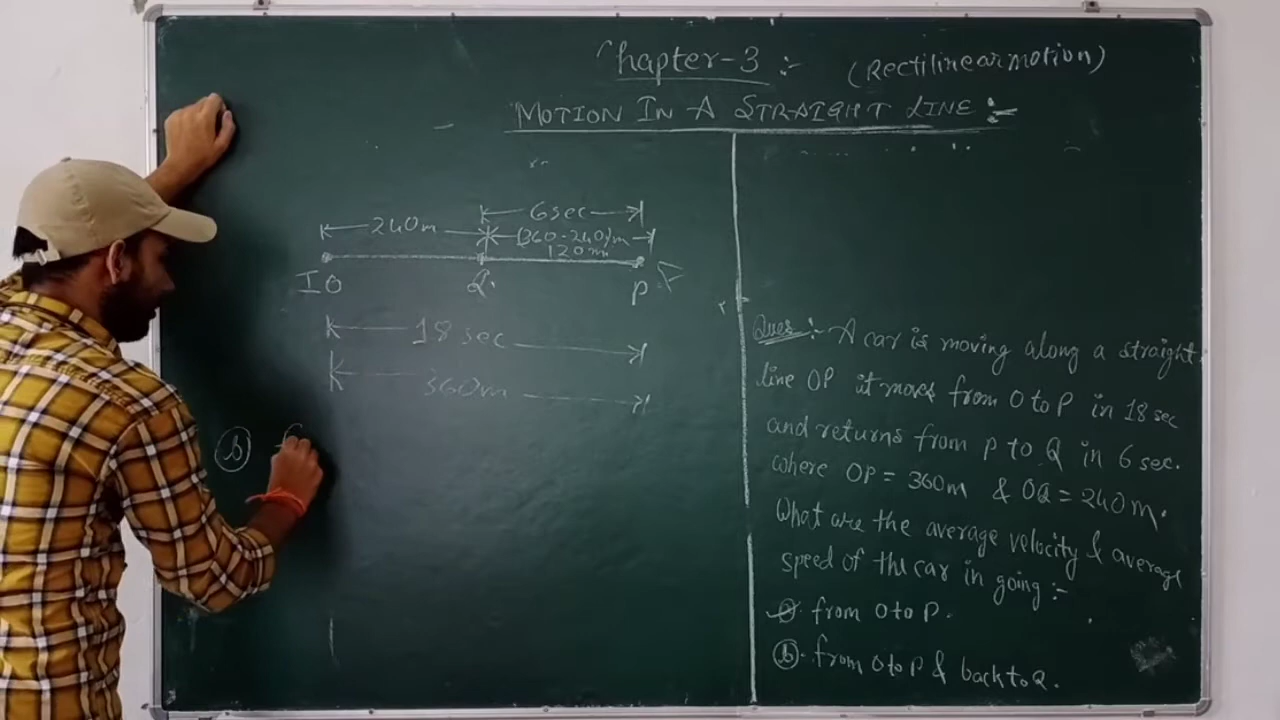 Chapter-3 :-
(Rectilinear motion)
MOTION IN A STRAIGHT LINE :-
6sec
240m
(360-240)m
120m
I O
Q.
P
18 sec
360m
(b)
Ques:- A car is moving along a straight
line OP it moves from O to P in 18 sec
and returns from P to Q in 6 sec.
where OP = 360m & OQ = 240m.
What are the average velocity & average
speed of the car in going :-
from O to P.
(b). from O to P & back to Q.